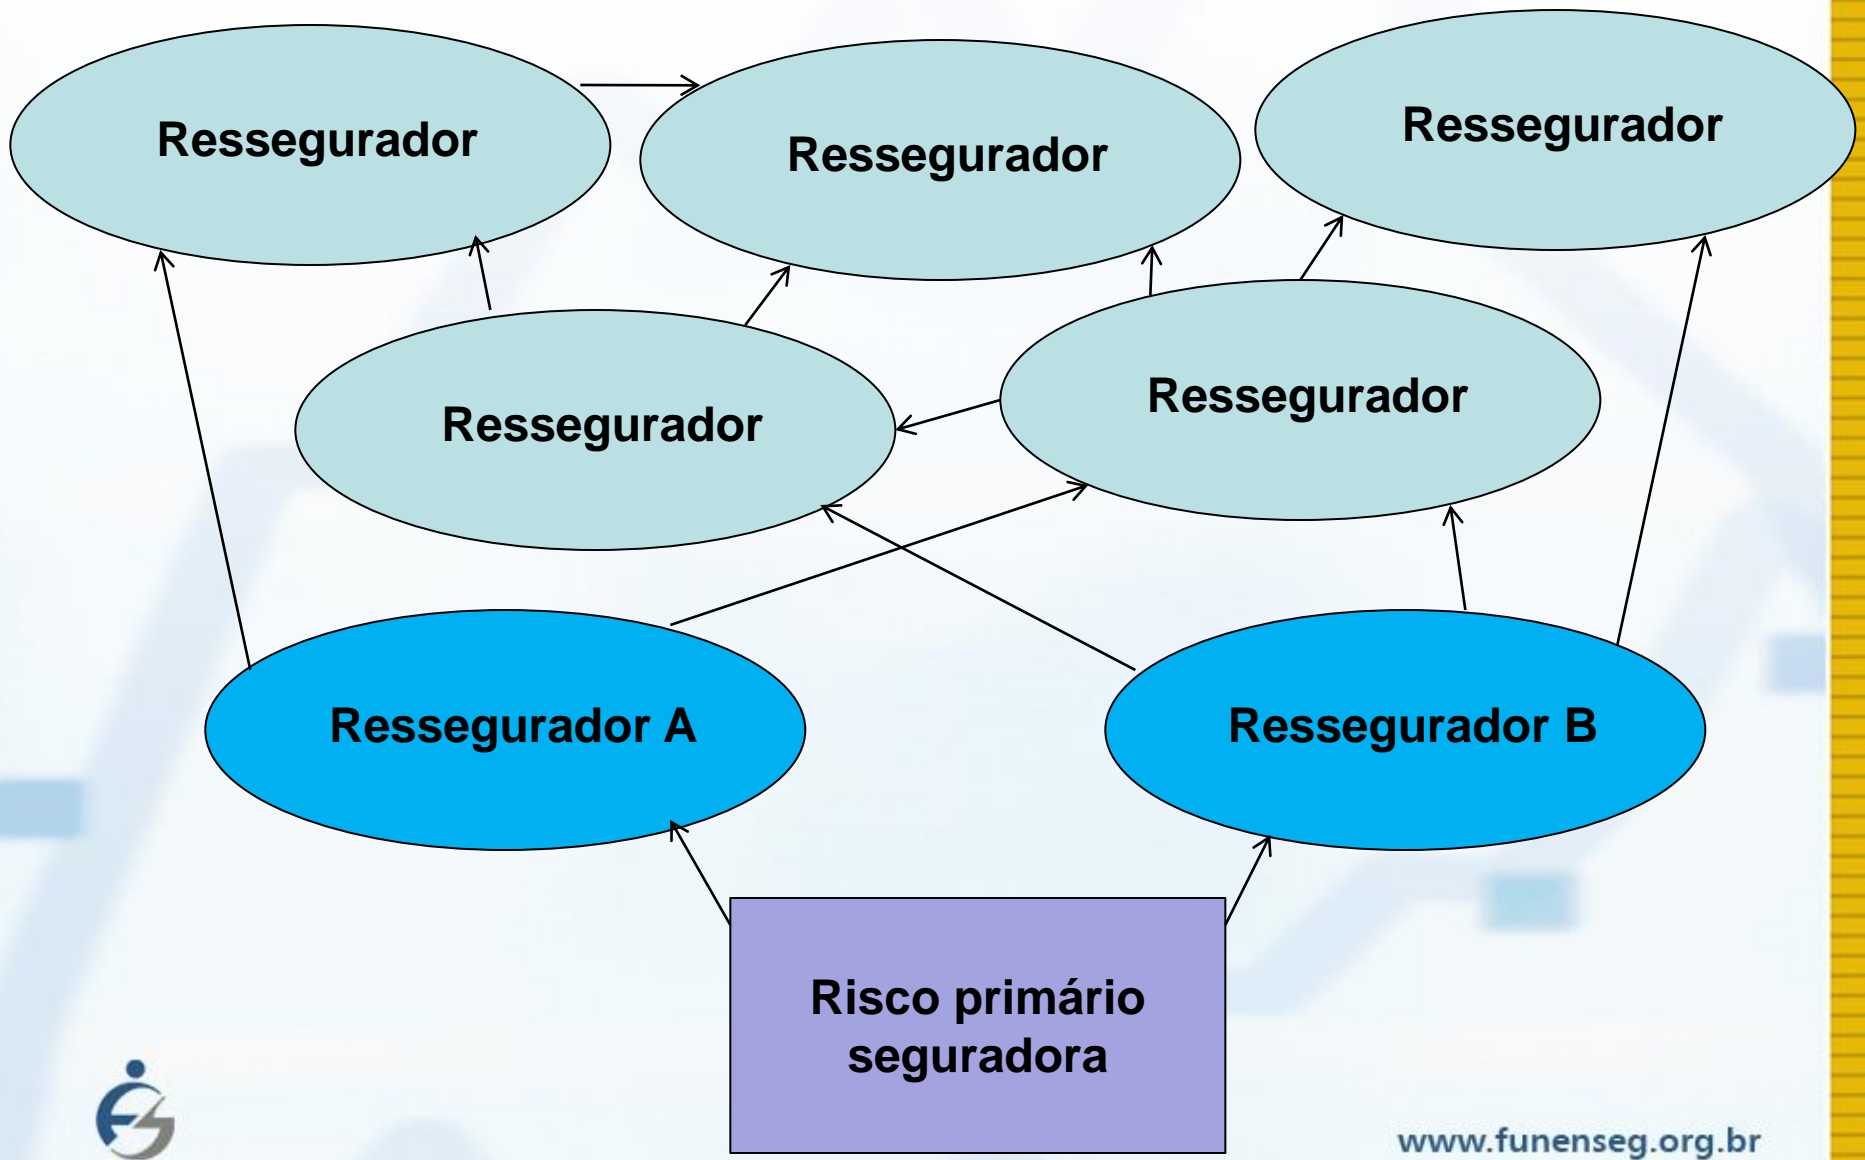 Ressegurador
Ressegurador
Ressegurador
Ressegurador
Ressegurador
Ressegurador A
Ressegurador B
Risco primário
seguradora
www.funenseg.org.br